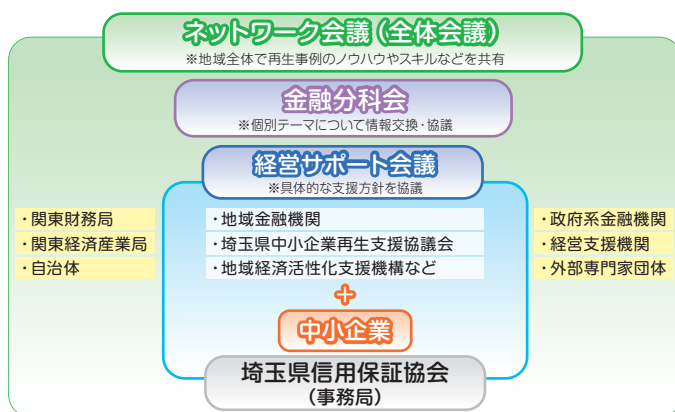 ネットワーク会議（全体会議）
※地域全体で再生事例のノウハウやスキルなどを共有
金融分科会
※個別テーマについて情報交換・協議
経営サポート会議
※具体的な支援方針を協議
・関東財務局
・関東経済産業局
・自治体
・地域金融機関
・埼玉県中小企業再生支援協議会
・地域経済活性化支援機構など
・政府系金融機関
・経営支援機関
・外部専門家団体
+
中小企業
埼玉県信用保証協会
（事務局）